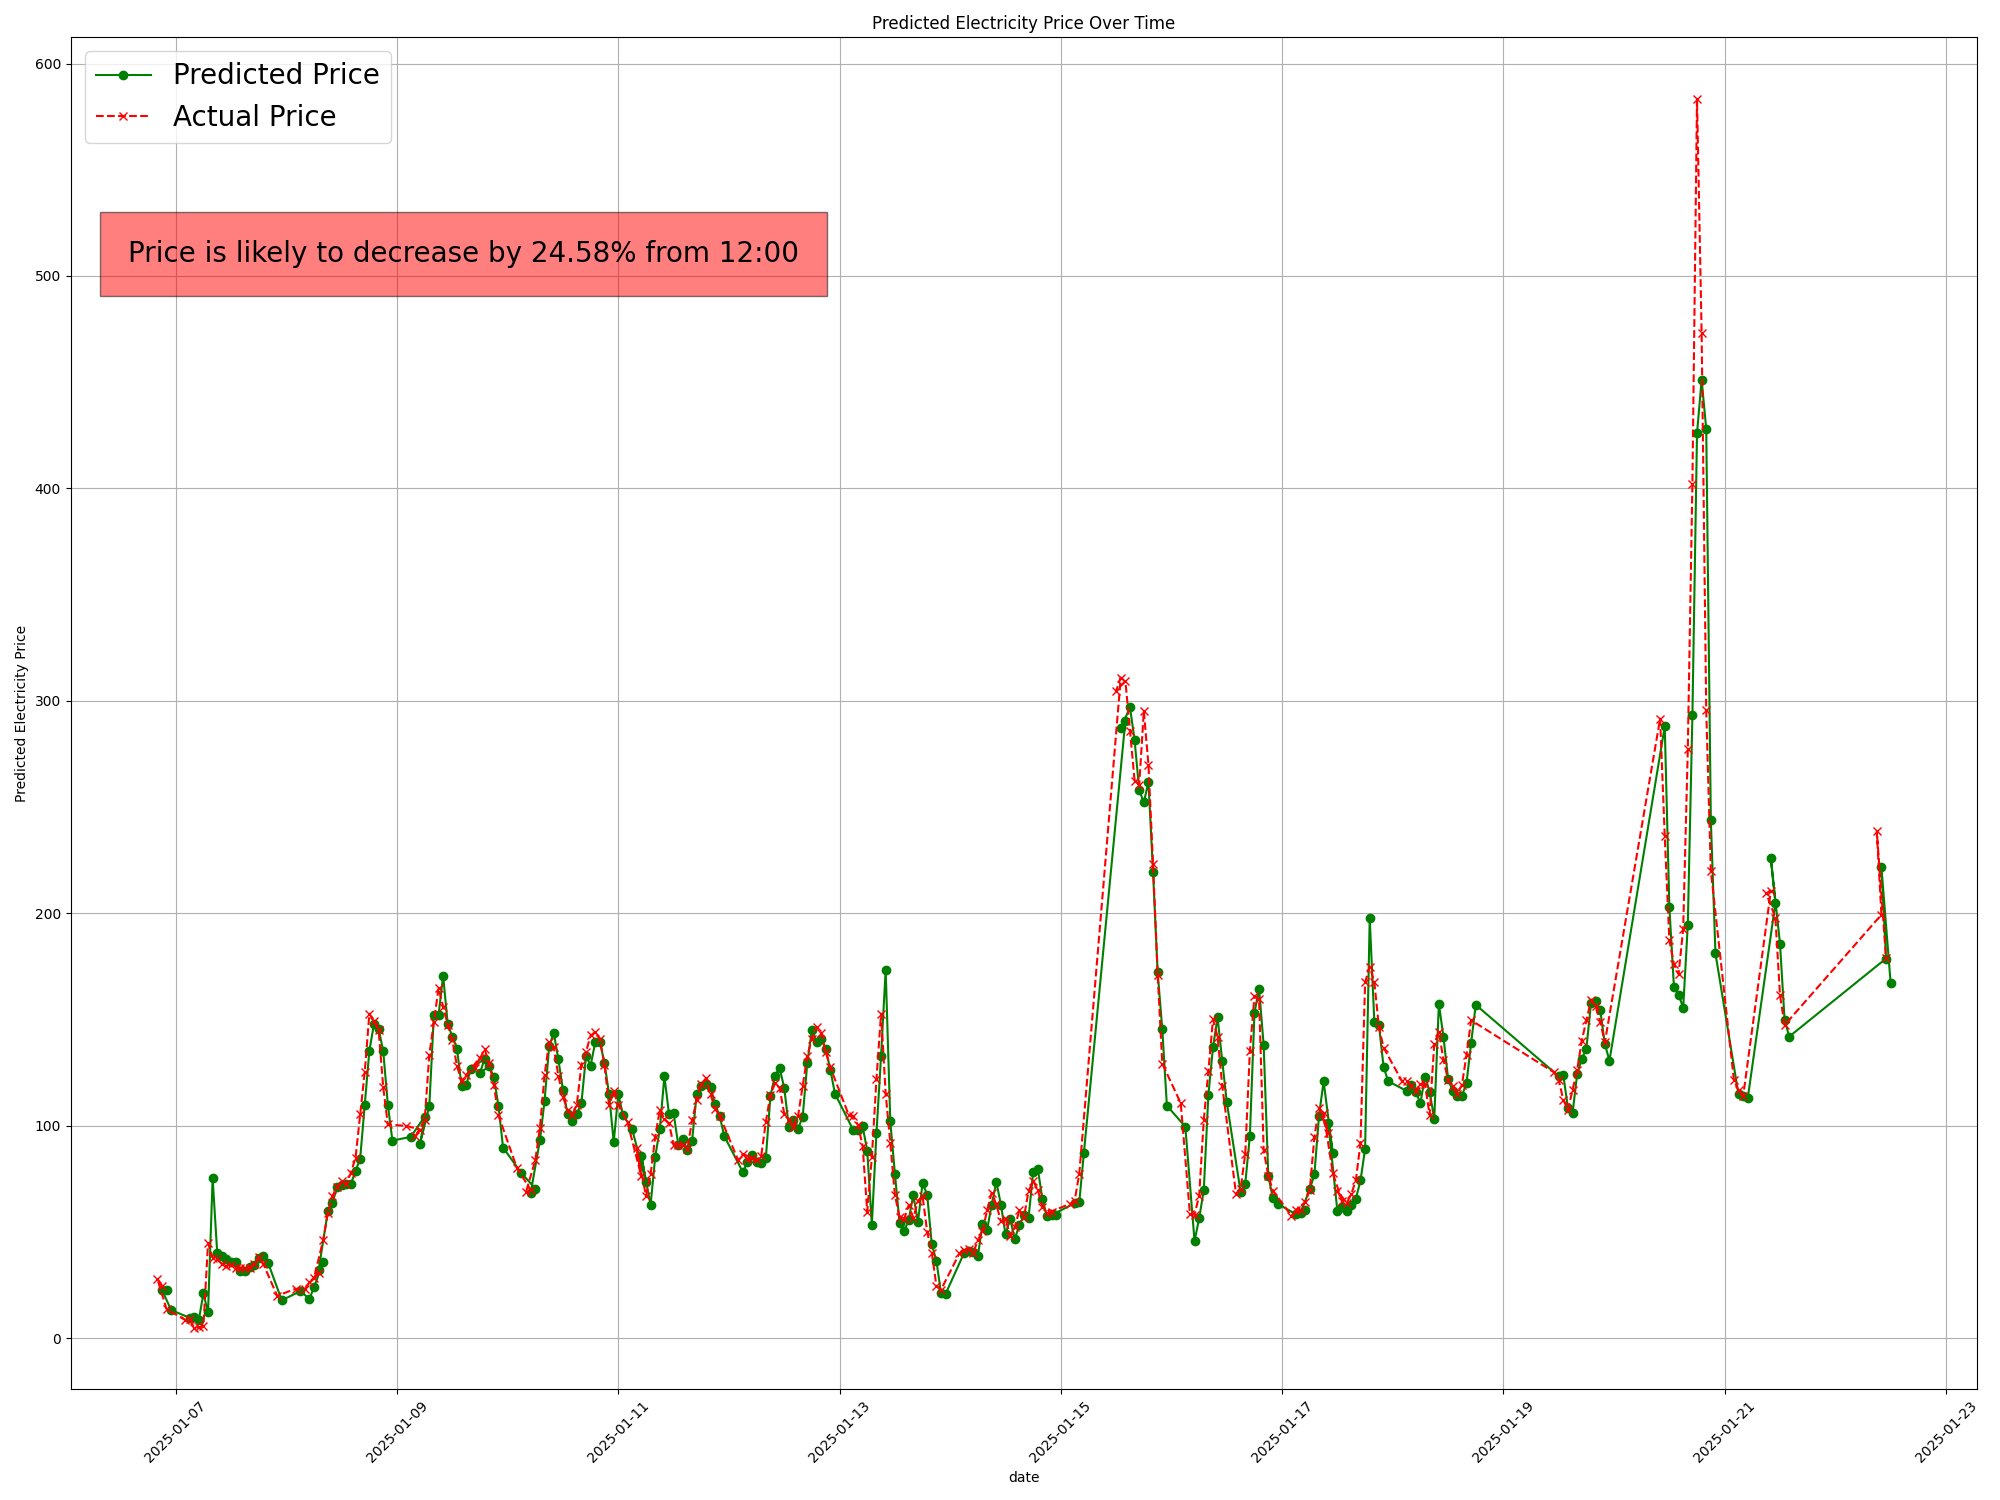 Predicted Electricity Price Over Time
Predicted Price
Actual Price
Price is likely to decrease by 24.58% from 12:00
Predicted Electricity Price
600
500
400
300
200
100
0
2025-01-07
2025-01-09
2025-01-11
2025-01-13
2025-01-15
2025-01-17
2025-01-19
2025-01-21
2025-01-23
date